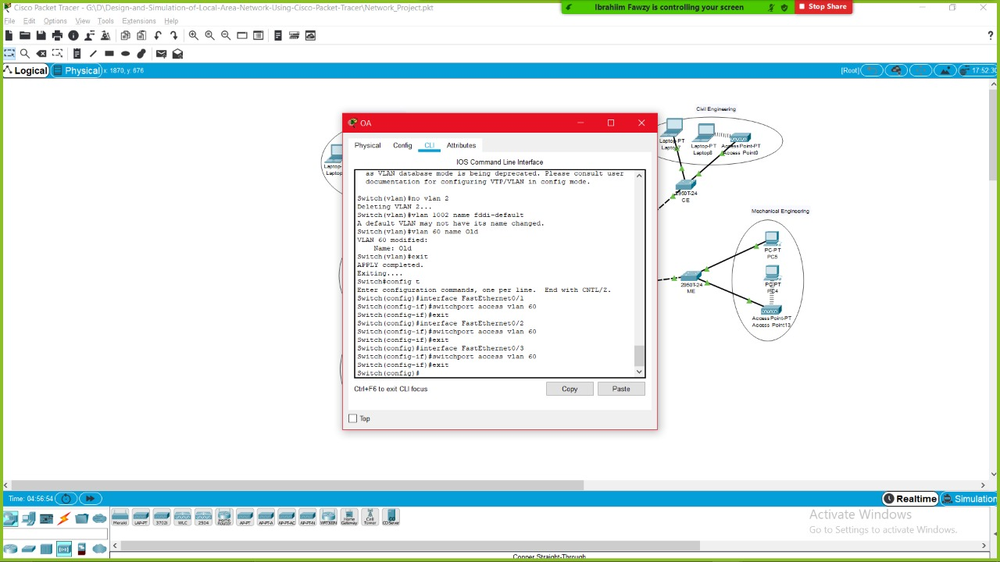 Cisco Packet Tracer - G:\D\Design-and-Simulation-of-Local-Area-Network-Using-Cisco-Packet-Tracer\Network_Project.pkt
Ibrahiim Fawzy is controlling your screen
Stop Share
File Edit Options View Tools Extensions Help
?
Logical Physical x: 1870, y: 676
[Root]
17:52:30
Civil Engineering
Laptop-PT
Laptop7
Laptop-PT
Laptop8
Access Point-PT
Access Point0
2950T-24
CE
Mechanical Engineering
PC-PT
PC5
PC-PT
PC4
2950T-24
ME
Access Point-PT
Access Point13
Laptop-
Laptop
OA
Physical Config CLI Attributes
IOS Command Line Interface
as VLAN database mode is being deprecated. Please consult user
documentation for configuring VTP/VLAN in config mode.
Switch(vlan)#no vlan 2
Deleting VLAN 2...
Switch(vlan)#vlan 1002 name fddi-default
A default VLAN may not have its name changed.
Switch(vlan)#vlan 60 name Old
VLAN 60 modified:
Name: Old
Switch(vlan)#exit
APPLY completed.
Exiting....
Switch#config t
Enter configuration commands, one per line. End with CNTL/Z.
Switch(config)#interface FastEthernet0/1
Switch(config-if)#switchport access vlan 60
Switch(config-if)#exit
Switch(config)#interface FastEthernet0/2
Switch(config-if)#switchport access vlan 60
Switch(config-if)#exit
Switch(config)#interface FastEthernet0/3
Switch(config-if)#switchport access vlan 60
Switch(config-if)#exit
Switch(config)#
Ctrl+F6 to exit CLI focus
Copy Paste
Top
Time: 04:56:54
Realtime Simulation
Meraki LAP-PT 3702i WLC 2504 Home Router AP-PT AP-PT-A AP-PT-AC AP-PT-N WRT300N Home Gateway Cell Tower CO Server
Activate Windows
Go to Settings to activate Windows.
Copper Straight-Through